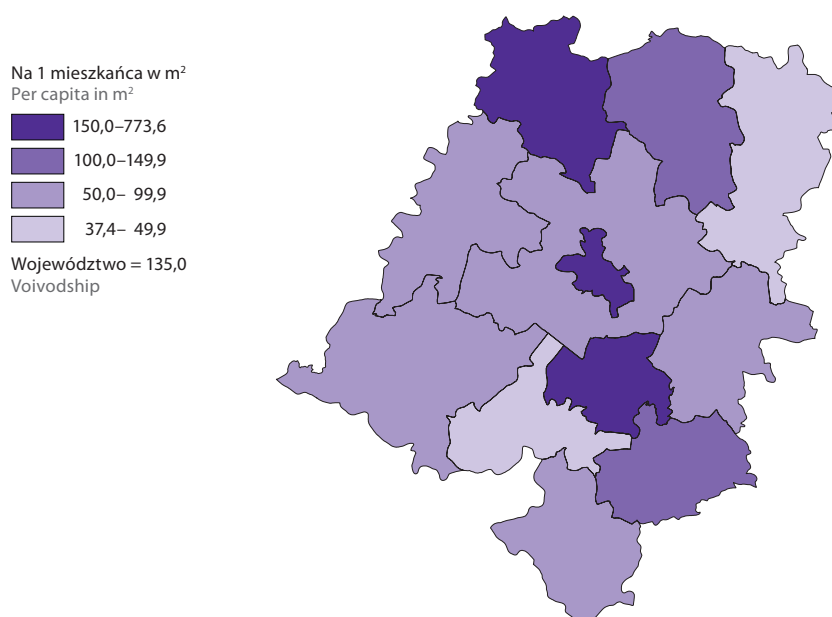 Na 1 mieszkańca w m²
Per capita in m²
150,0–773,6
100,0–149,9
50,0– 99,9
37,4– 49,9
Województwo = 135,0
Voivodship